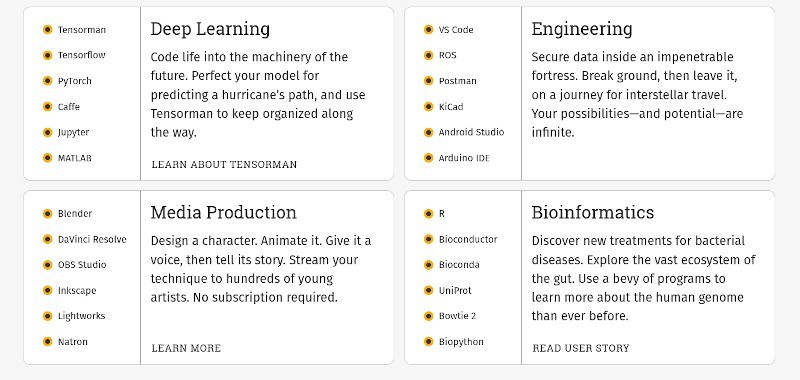 Tensorman
Tensorflow
PyTorch
Caffe
Jupyter
MATLAB
Deep Learning
Code life into the machinery of the
future. Perfect your model for
predicting a hurricane's path, and use
Tensorman to keep organized along
the way.
LEARN ABOUT TENSORMAN
VS Code
ROS
Postman
KiCad
Android Studio
Arduino IDE
Engineering
Secure data inside an impenetrable
fortress. Break ground, then leave it,
on a journey for interstellar travel.
Your possibilities—and potential—are
infinite.
Blender
DaVinci Resolve
OBS Studio
Inkscape
Lightworks
Natron
Media Production
Design a character. Animate it. Give it a
voice, then tell its story. Stream your
technique to hundreds of young
artists. No subscription required.
LEARN MORE
R
Bioconductor
Bioconda
UniProt
Bowtie 2
Biopython
Bioinformatics
Discover new treatments for bacterial
diseases. Explore the vast ecosystem of
the gut. Use a bevy of programs to
learn more about the human genome
than ever before.
READ USER STORY